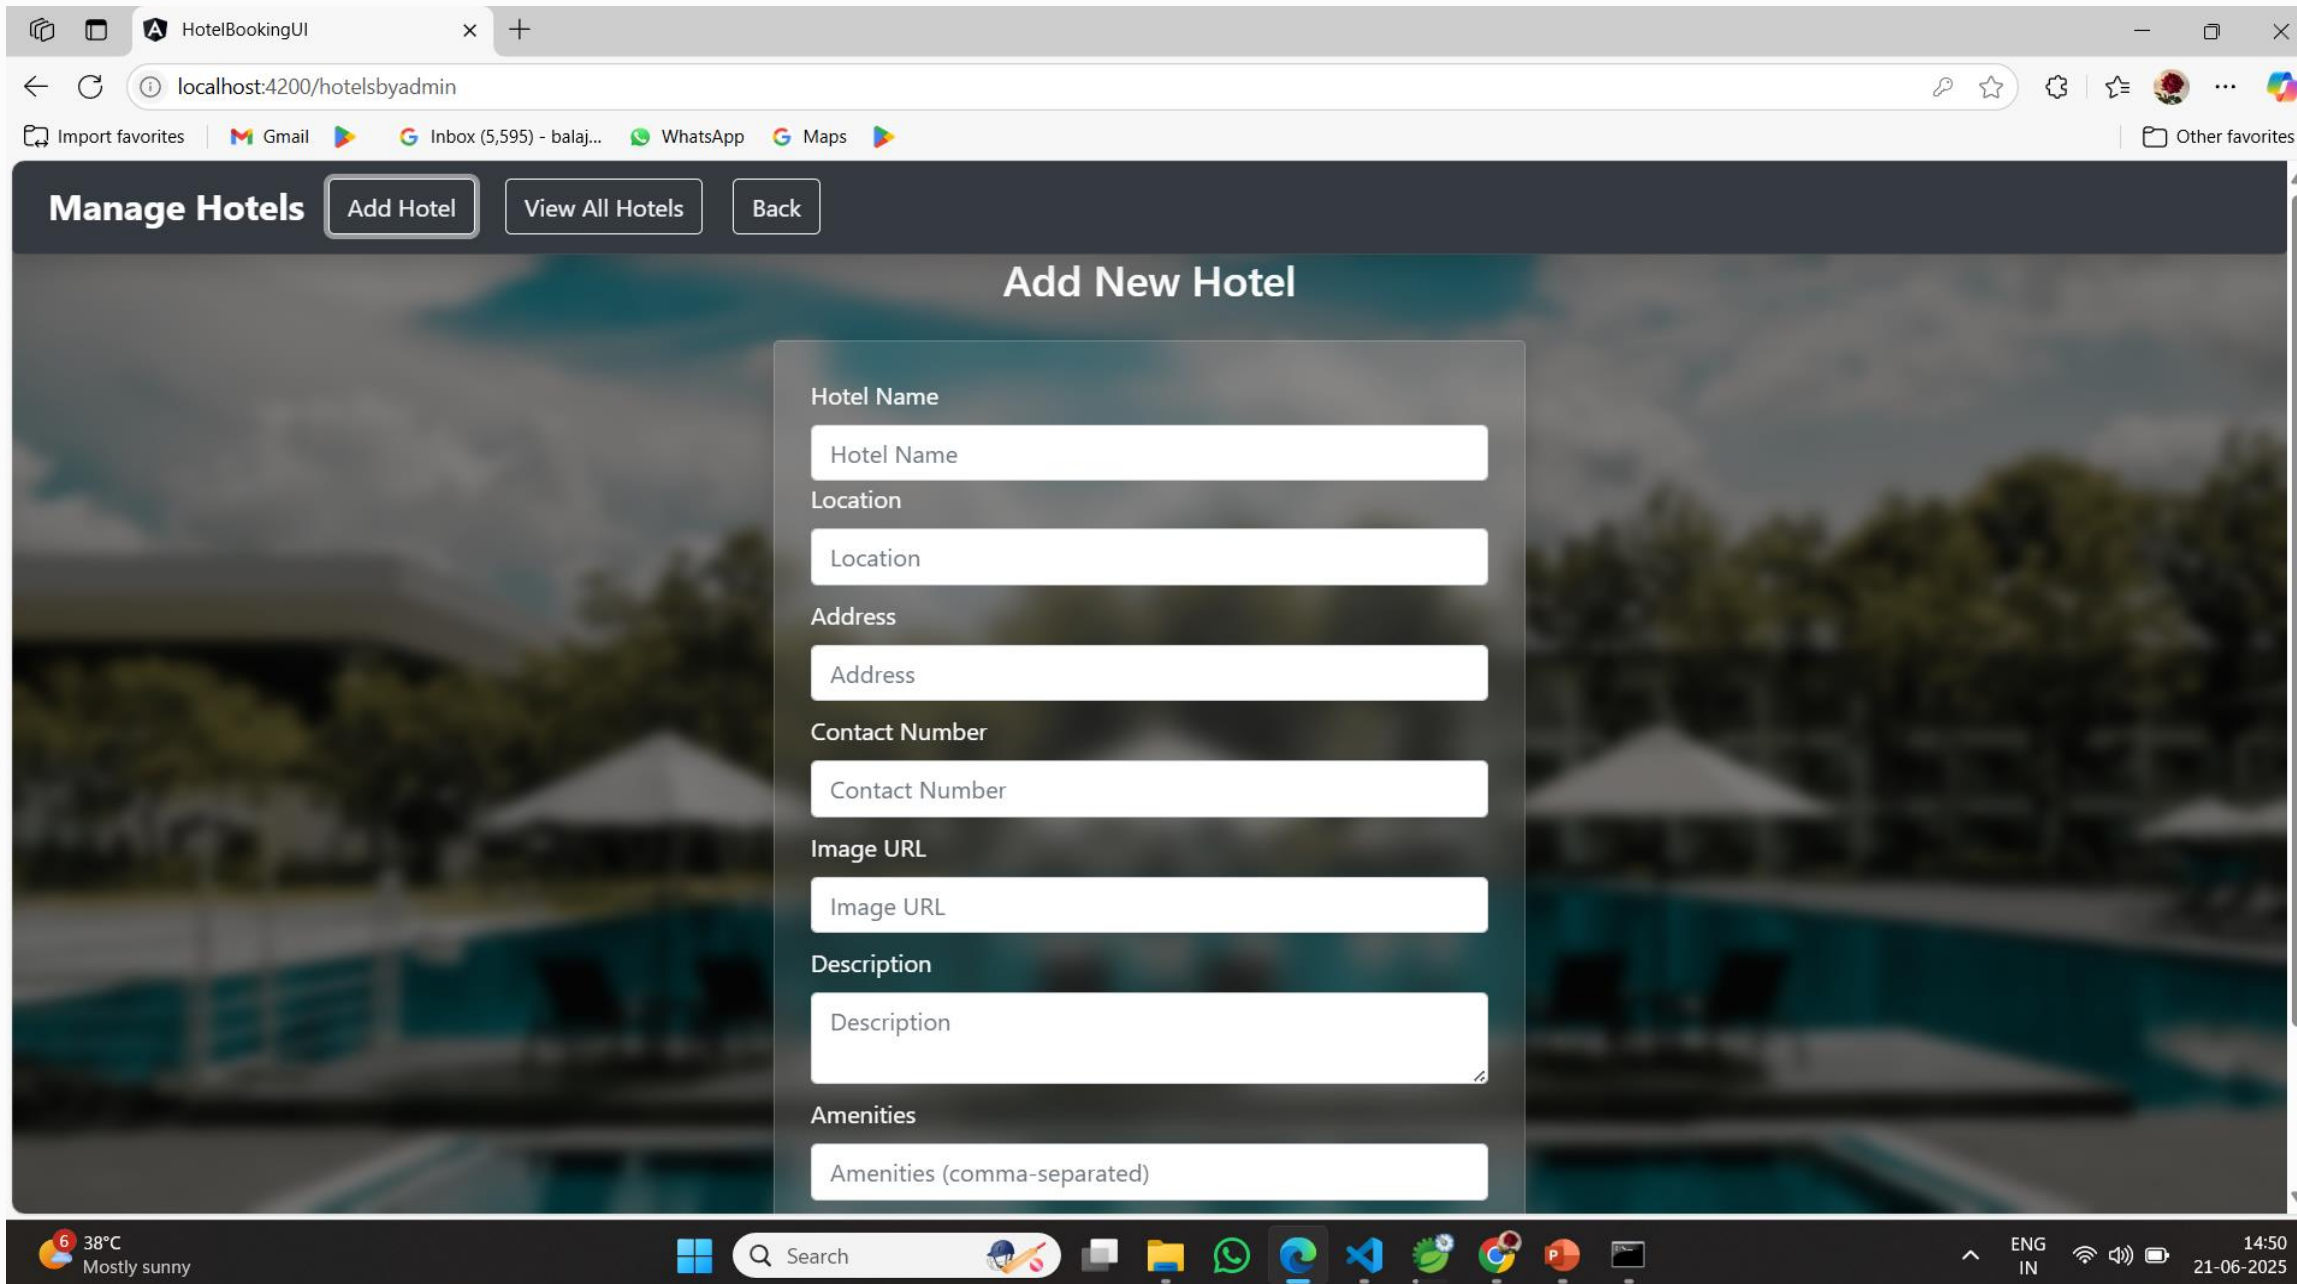 HotelBookingUI
localhost:4200/hotelsbyadmin
Import favorites Gmail Inbox (5,595) - balaj... WhatsApp Maps Other favorites
Manage Hotels Add Hotel View All Hotels Back
Add New Hotel
Hotel Name
Hotel Name
Location
Location
Address
Address
Contact Number
Contact Number
Image URL
Image URL
Description
Description
Amenities
Amenities (comma-separated)
6 38°C
Mostly sunny
Search
ENG
IN
14:50
21-06-2025